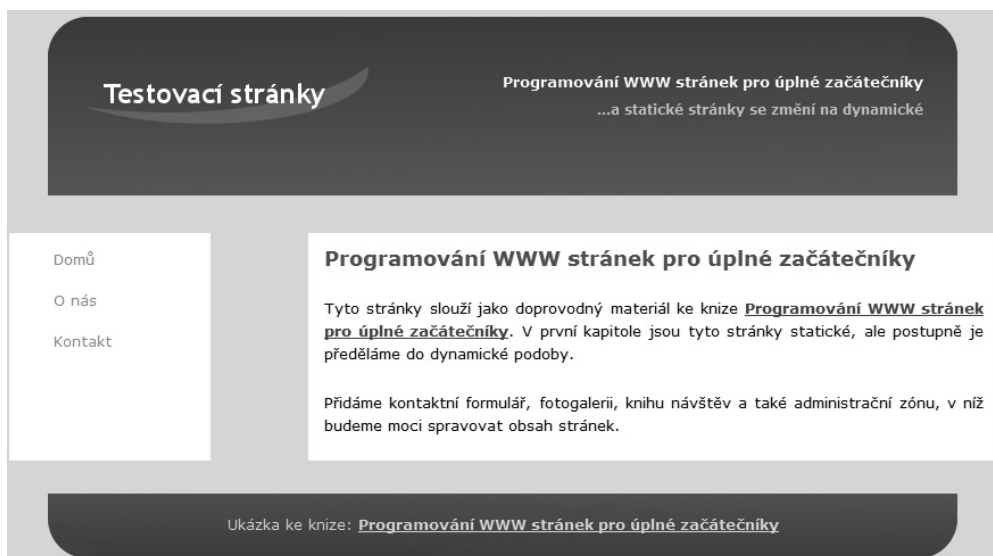 Testovací stránky
Programování WWW stránek pro úplné začátečníky
...a statické stránky se změní na dynamické
Domů
O nás
Kontakt
Programování WWW stránek pro úplné začátečníky
Tyto stránky slouží jako doprovodný materiál ke knize Programování WWW stránek
pro úplné začátečníky. V první kapitole jsou tyto stránky statické, ale postupně je
předěláme do dynamické podoby.
Přidáme kontaktní formulář, fotogalerii, knihu návštěv a také administrační zónu, v níž
budeme moci spravovat obsah stránek.
Ukázka ke knize: Programování WWW stránek pro úplné začátečníky